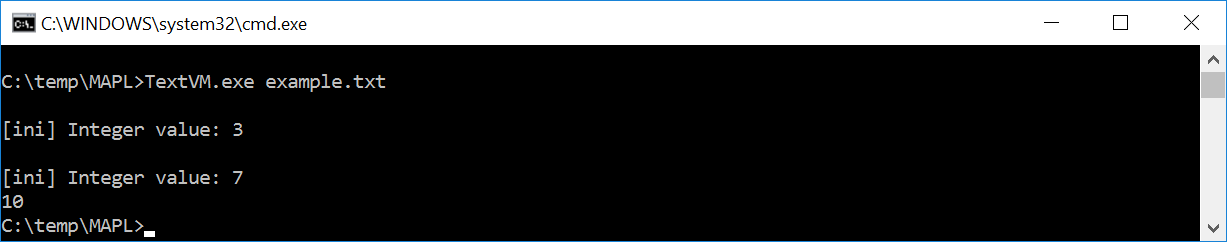 C:\WINDOWS\system32\cmd.exe
C:\temp\MAPL>TextVM.exe example.txt
[ini] Integer value: 3
[ini] Integer value: 7
10
C:\temp\MAPL>